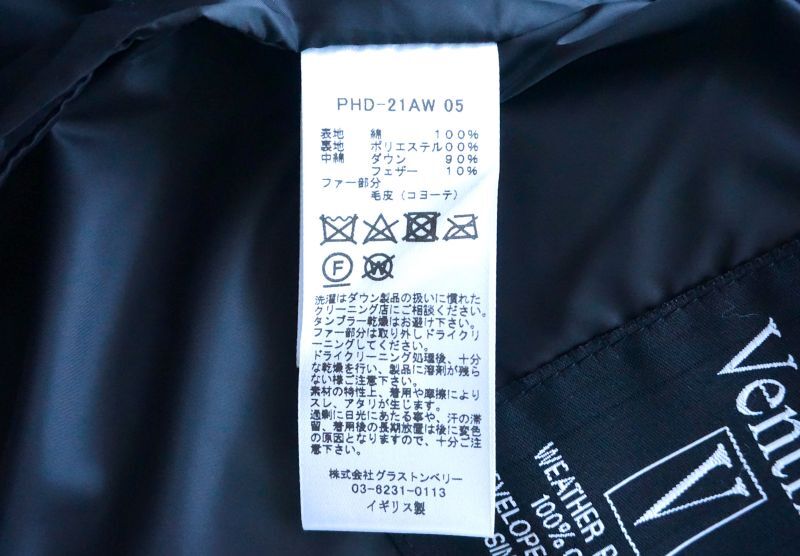 PHD-21AW 05
表地 綿 100%
裏地 ポリエステル00%
中綿 ダウン 90%
フェザー 10%
ファー部分
毛皮(コヨーテ)
F W
洗濯はダウン製品の扱いに慣れた
クリーニング店にご相談ください。
タンブラー乾燥はお避け下さい。
ファー部分は取り外しドライクリ
ーニングしてください。
ドライクリーニング処理後、十分
な乾燥を行い、製品に溶剤が残ら
ない様ご注意下さい。
素材の特性上、着用や摩擦により
スレ、アタリが生じます。
過剰に日光にあたる事や、汗の滞
留、着用後の長期放置は後に変色
の原因となりますので、十分ご注
意下さい。
株式会社グラストンベリー
03-6231-0113
イギリス製
Venti
V
WEATHER P
100% C
EVELOPE
SIN